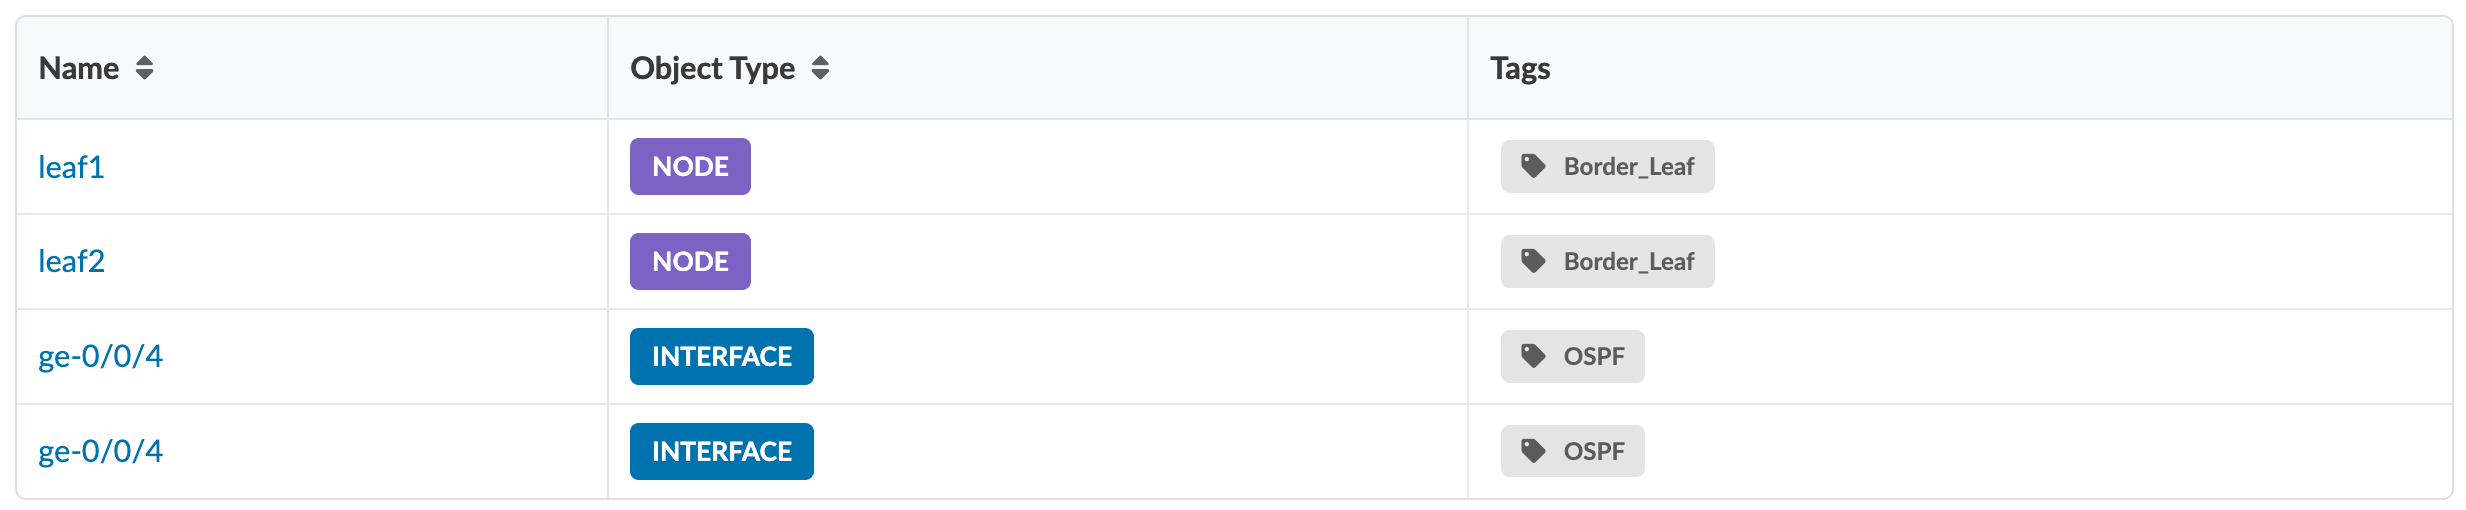 Name Object Type Tags
leaf1 NODE Border_Leaf
leaf2 NODE Border_Leaf
ge-0/0/4 INTERFACE OSPF
ge-0/0/4 INTERFACE OSPF